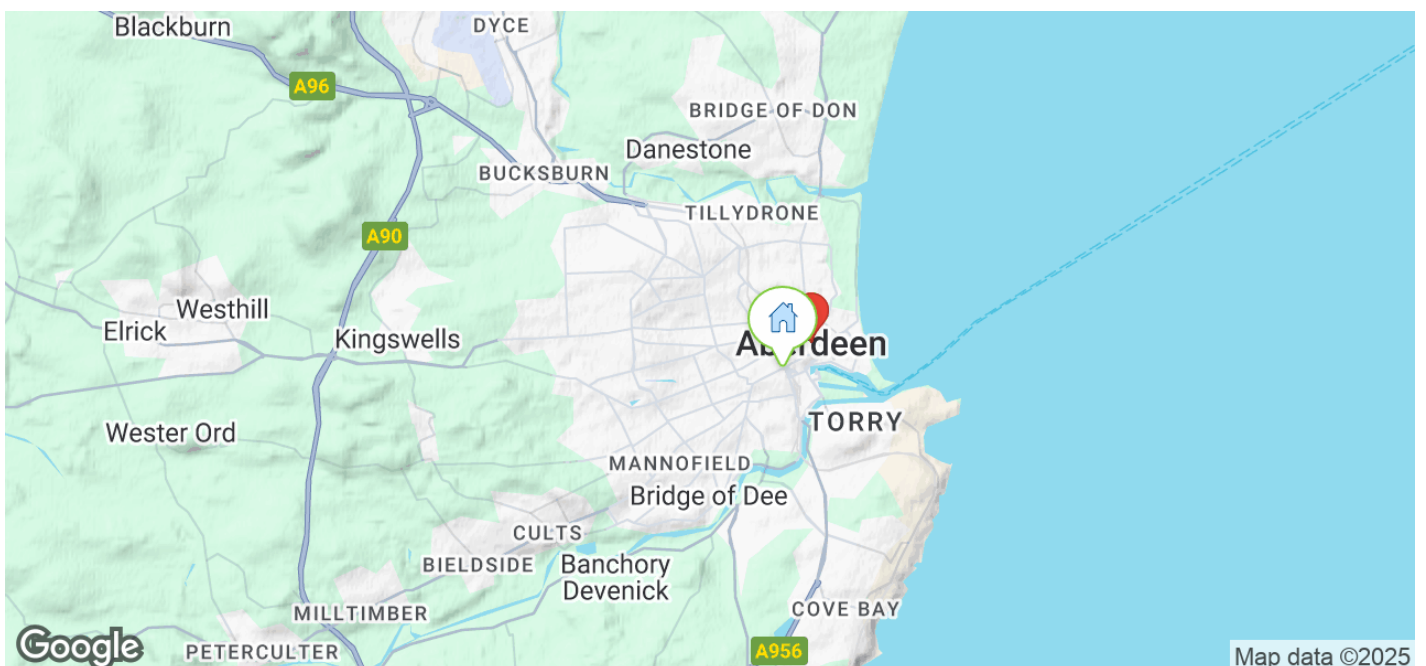 Blackburn
DYCE
A96
BRIDGE OF DON
Danestone
BUCKSBURN
TILLYDRONE
A90
Westhill
Elrick
Kingswells
Aberdeen
TORRY
Wester Ord
MANNOFIELD
Bridge of Dee
CULTS
BIELDSIDE
Banchory
Devenick
MILLTIMBER
COVE BAY
Google
PETERCULTER
A956
Map data ©2025